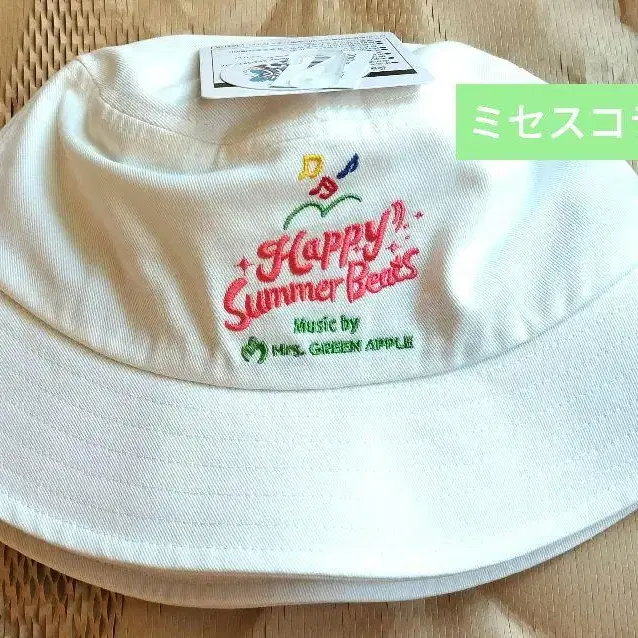 ミセスコラ
Happy
Summer Beats
Music by
Mrs. GREEN APPLE